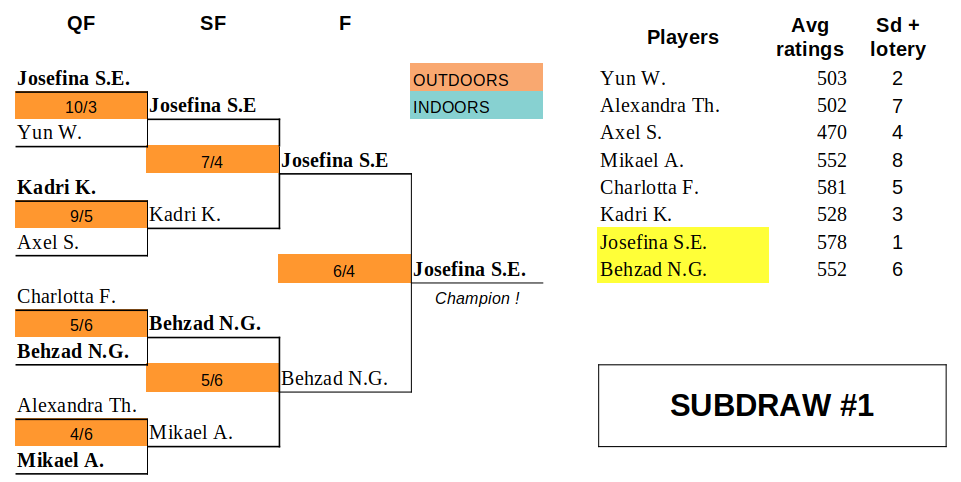 QF SF F
Josefina S.E.
10/3
Josefina S.E
Yun W.
7/4
Josefina S.E
Kadri K.
9/5
Kadri K.
Axel S.
6/4
Josefina S.E.
Champion !
Charlotta F.
5/6
Behzad N.G.
Behzad N.G.
5/6
Behzad N.G.
Alexandra Th.
4/6
Mikael A.
Mikael A.
OUTDOORS
INDOORS
Players Avg ratings Sd + lottery
Yun W. 503 2
Alexandra Th. 502 7
Axel S. 470 4
Mikael A. 552 8
Charlotta F. 581 5
Kadri K. 528 3
Josefina S.E. 578 1
Behzad N.G. 552 6
SUBDRAW #1